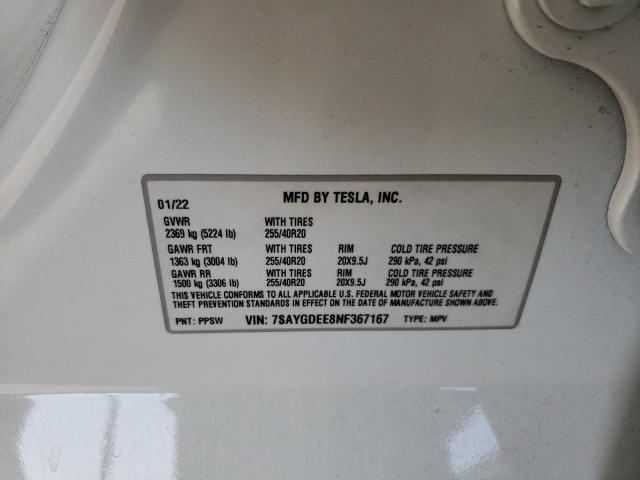 01/22 MFD BY TESLA, INC.
GVWR WITH TIRES
2369 kg (5224 lb) 255/40R20
GAWR FRT WITH TIRES RIM COLD TIRE PRESSURE
1363 kg (3004 lb) 255/40R20 20X9.5J 290 kPa, 42 psi
GAWR RR WITH TIRES RIM COLD TIRE PRESSURE
1500 kg (3306 lb) 255/40R20 20X9.5J 290 kPa, 42 psi
THIS VEHICLE CONFORMS TO ALL APPLICABLE U.S. FEDERAL MOTOR VEHICLE SAFETY AND
THEFT PREVENTION STANDARDS IN EFFECT ON THE DATE OF MANUFACTURE SHOWN ABOVE.
PNT: PPSW VIN: 7SAYGDEE8NF367167 TYPE: MPV